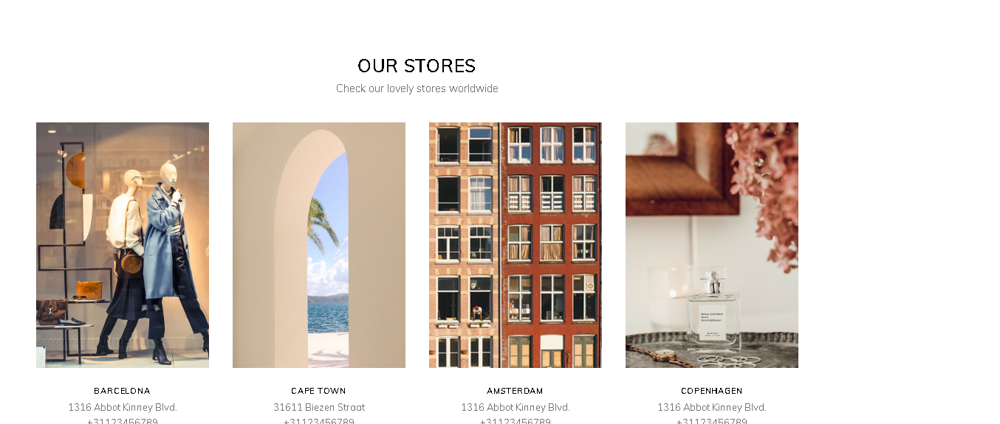 OUR STORES
Check our lovely stores worldwide
BARCELONA
1316 Abbot Kinney Blvd.
+31123456789
CAPE TOWN
31611 Biezen Straat
+31123456789
AMSTERDAM
1316 Abbot Kinney Blvd.
+31123456789
COPENHAGEN
1316 Abbot Kinney Blvd.
+31123456789